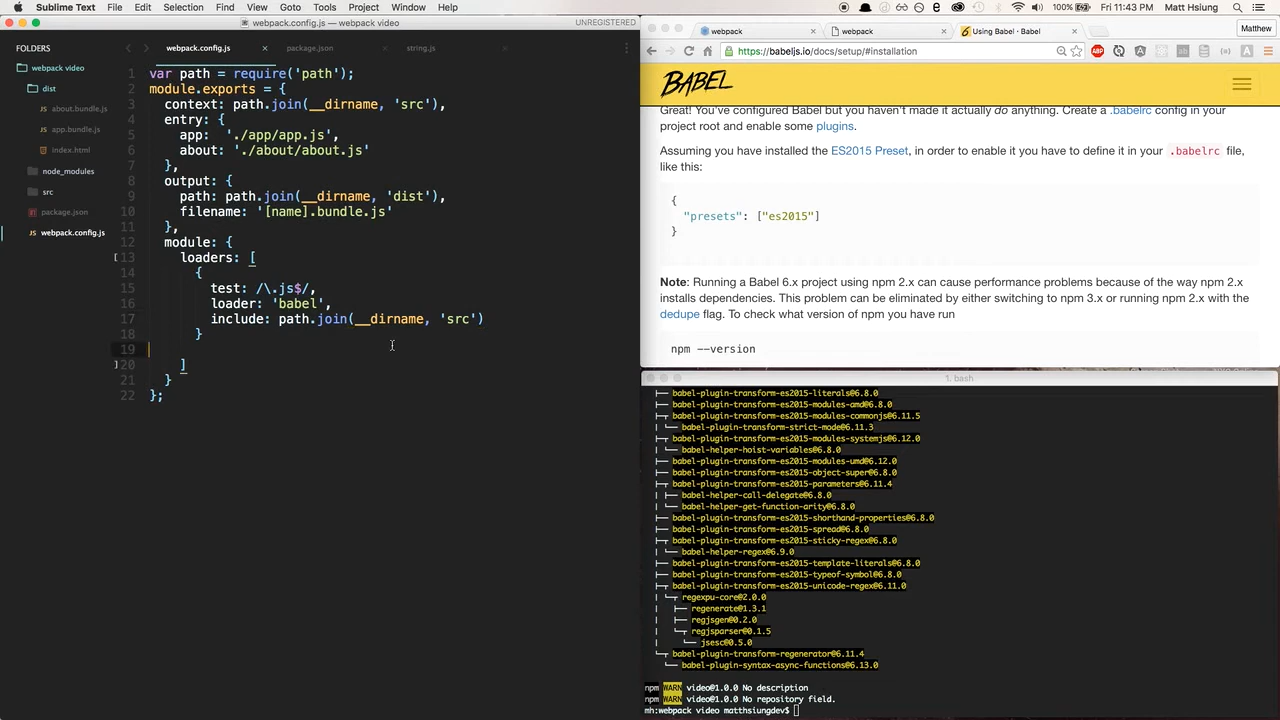 Sublime Text File Edit Selection Find View Goto Tools Project Window Help 100% Fri 11:43 PM Matt Hsiung
webpack.config.js — webpack video UNREGISTERED
FOLDERS
webpack video
dist
about.bundle.js
app.bundle.js
index.html
node_modules
src
package.json
webpack.config.js
webpack.config.js package.json string.js
1 var path = require('path');
2 module.exports = {
3 context: path.join(__dirname, 'src'),
4 entry: {
5 app: './app/app.js',
6 about: './about/about.js'
7 },
8 output: {
9 path: path.join(__dirname, 'dist'),
10 filename: '[name].bundle.js'
11 },
12 module: {
13 loaders: [
14 {
15 test: /\.js$/,
16 loader: 'babel',
17 include: path.join(__dirname, 'src')
18 }
19
20 ]
21 }
22 };
webpack webpack Using Babel · Babel Matthew
https://babeljs.io/docs/setup/#installation
ABP
BABEL
Great! You've configured Babel but you haven't made it actually do anything. Create a .babelrc config in your
project root and enable some plugins.
Assuming you have installed the ES2015 Preset, in order to enable it you have to define it in your .babelrc file,
like this:
{
"presets": ["es2015"]
}
Note: Running a Babel 6.x project using npm 2.x can cause performance problems because of the way npm 2.x
installs dependencies. This problem can be eliminated by either switching to npm 3.x or running npm 2.x with the
dedupe flag. To check what version of npm you have run
npm --version
1. bash
├── babel-plugin-transform-es2015-literals@6.8.0
├── babel-plugin-transform-es2015-modules-amd@6.8.0
├─┬ babel-plugin-transform-es2015-modules-commonjs@6.11.5
│ └── babel-plugin-transform-strict-mode@6.11.3
├─┬ babel-plugin-transform-es2015-modules-systemjs@6.12.0
│ └── babel-helper-hoist-variables@6.8.0
├── babel-plugin-transform-es2015-modules-umd@6.12.0
├── babel-plugin-transform-es2015-object-super@6.8.0
├─┬ babel-plugin-transform-es2015-parameters@6.11.4
│ ├── babel-helper-call-delegate@6.8.0
│ └── babel-helper-get-function-arity@6.8.0
├── babel-plugin-transform-es2015-shorthand-properties@6.8.0
├── babel-plugin-transform-es2015-spread@6.8.0
├─┬ babel-plugin-transform-es2015-sticky-regex@6.8.0
│ └── babel-helper-regex@6.9.0
├── babel-plugin-transform-es2015-template-literals@6.8.0
├── babel-plugin-transform-es2015-typeof-symbol@6.8.0
├─┬ babel-plugin-transform-es2015-unicode-regex@6.11.0
│ └─┬ regexpu-core@2.0.0
│ ├── regenerate@1.3.1
│ ├── regjsgen@0.2.0
│ └─┬ regjsparser@0.1.5
│ └── jsesc@0.5.0
└─┬ babel-plugin-transform-regenerator@6.11.4
└── babel-plugin-syntax-async-functions@6.13.0
npm WARN video@1.0.0 No description
npm WARN video@1.0.0 No repository field.
mh:webpack video matthsiungdev$